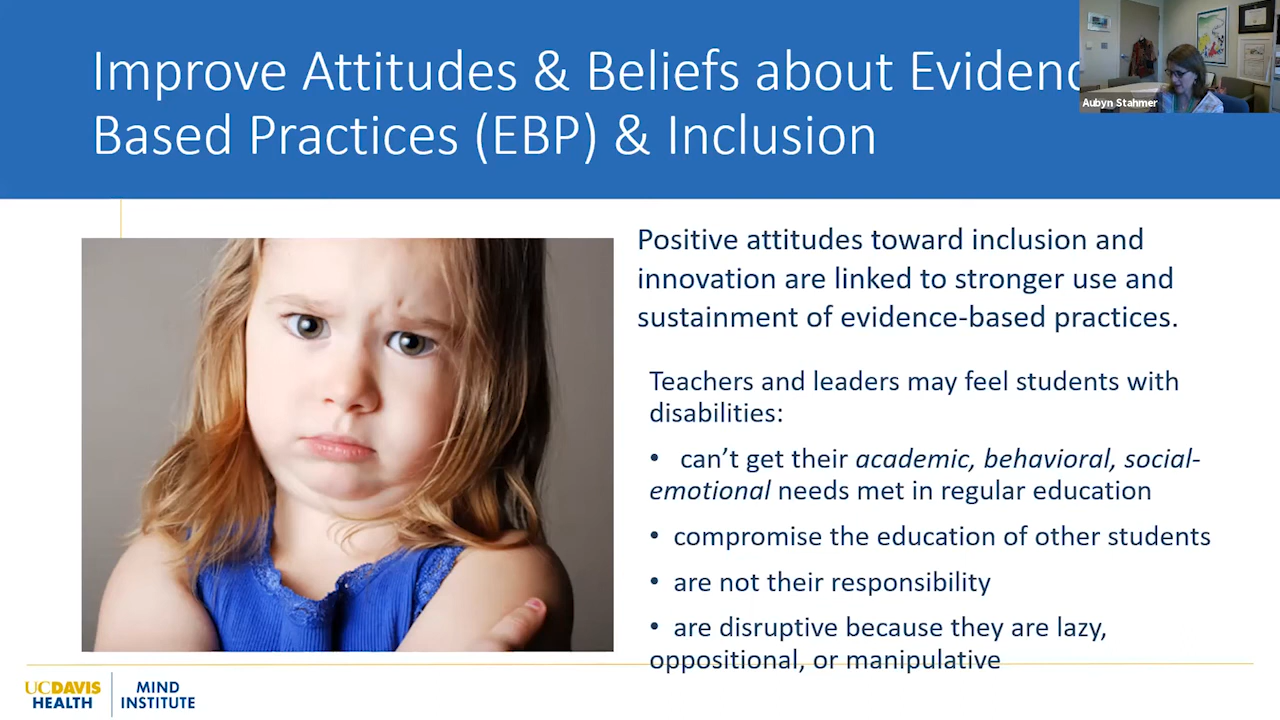 Improve Attitudes & Beliefs about Evidenc
Based Practices (EBP) & Inclusion
Aubyn Stahmer
Positive attitudes toward inclusion and
innovation are linked to stronger use and
sustainment of evidence-based practices.
Teachers and leaders may feel students with
disabilities:
• can’t get their academic, behavioral, social-
emotional needs met in regular education
• compromise the education of other students
• are not their responsibility
• are disruptive because they are lazy,
oppositional, or manipulative
UCDAVIS
HEALTH
MIND
INSTITUTE